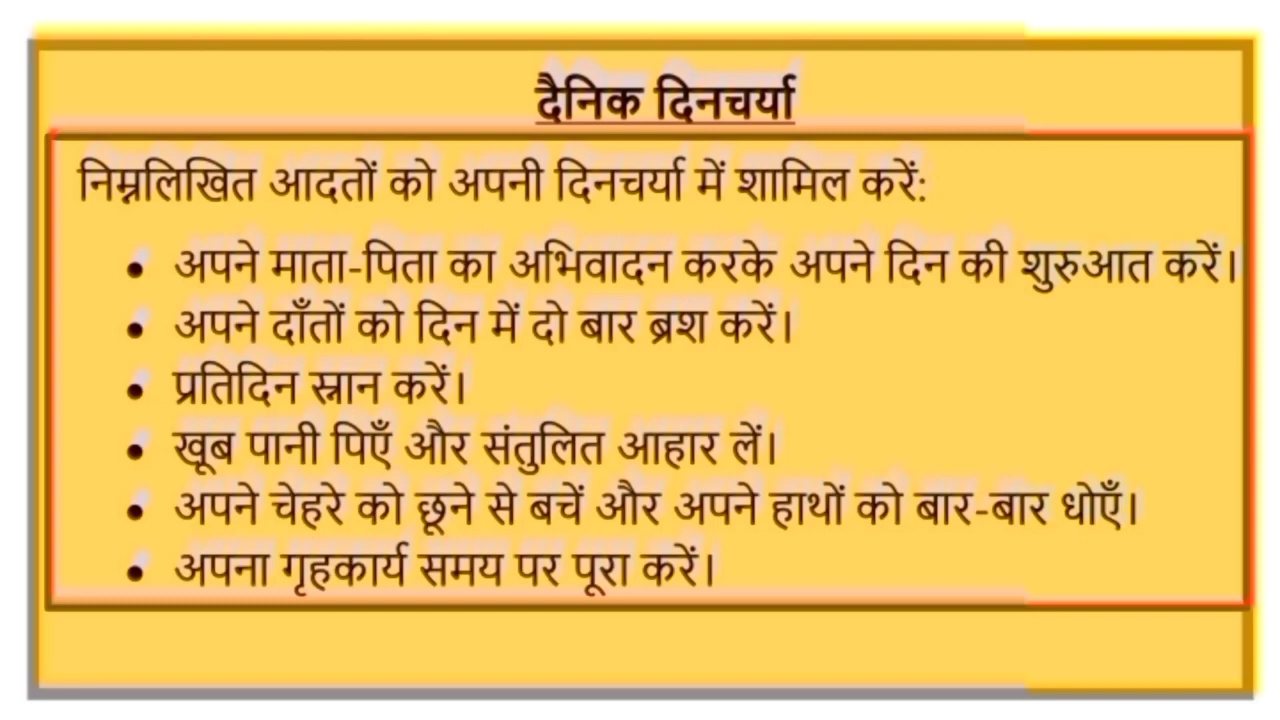 दैनिक दिनचर्या
निम्नलिखित आदतों को अपनी दिनचर्या में शामिल करें:
• अपने माता-पिता का अभिवादन करके अपने दिन की शुरुआत करें।
• अपने दाँतों को दिन में दो बार ब्रश करें।
• प्रतिदिन स्नान करें।
• खूब पानी पिएँ और संतुलित आहार लें।
• अपने चेहरे को छूने से बचें और अपने हाथों को बार-बार धोएँ।
• अपना गृहकार्य समय पर पूरा करें।